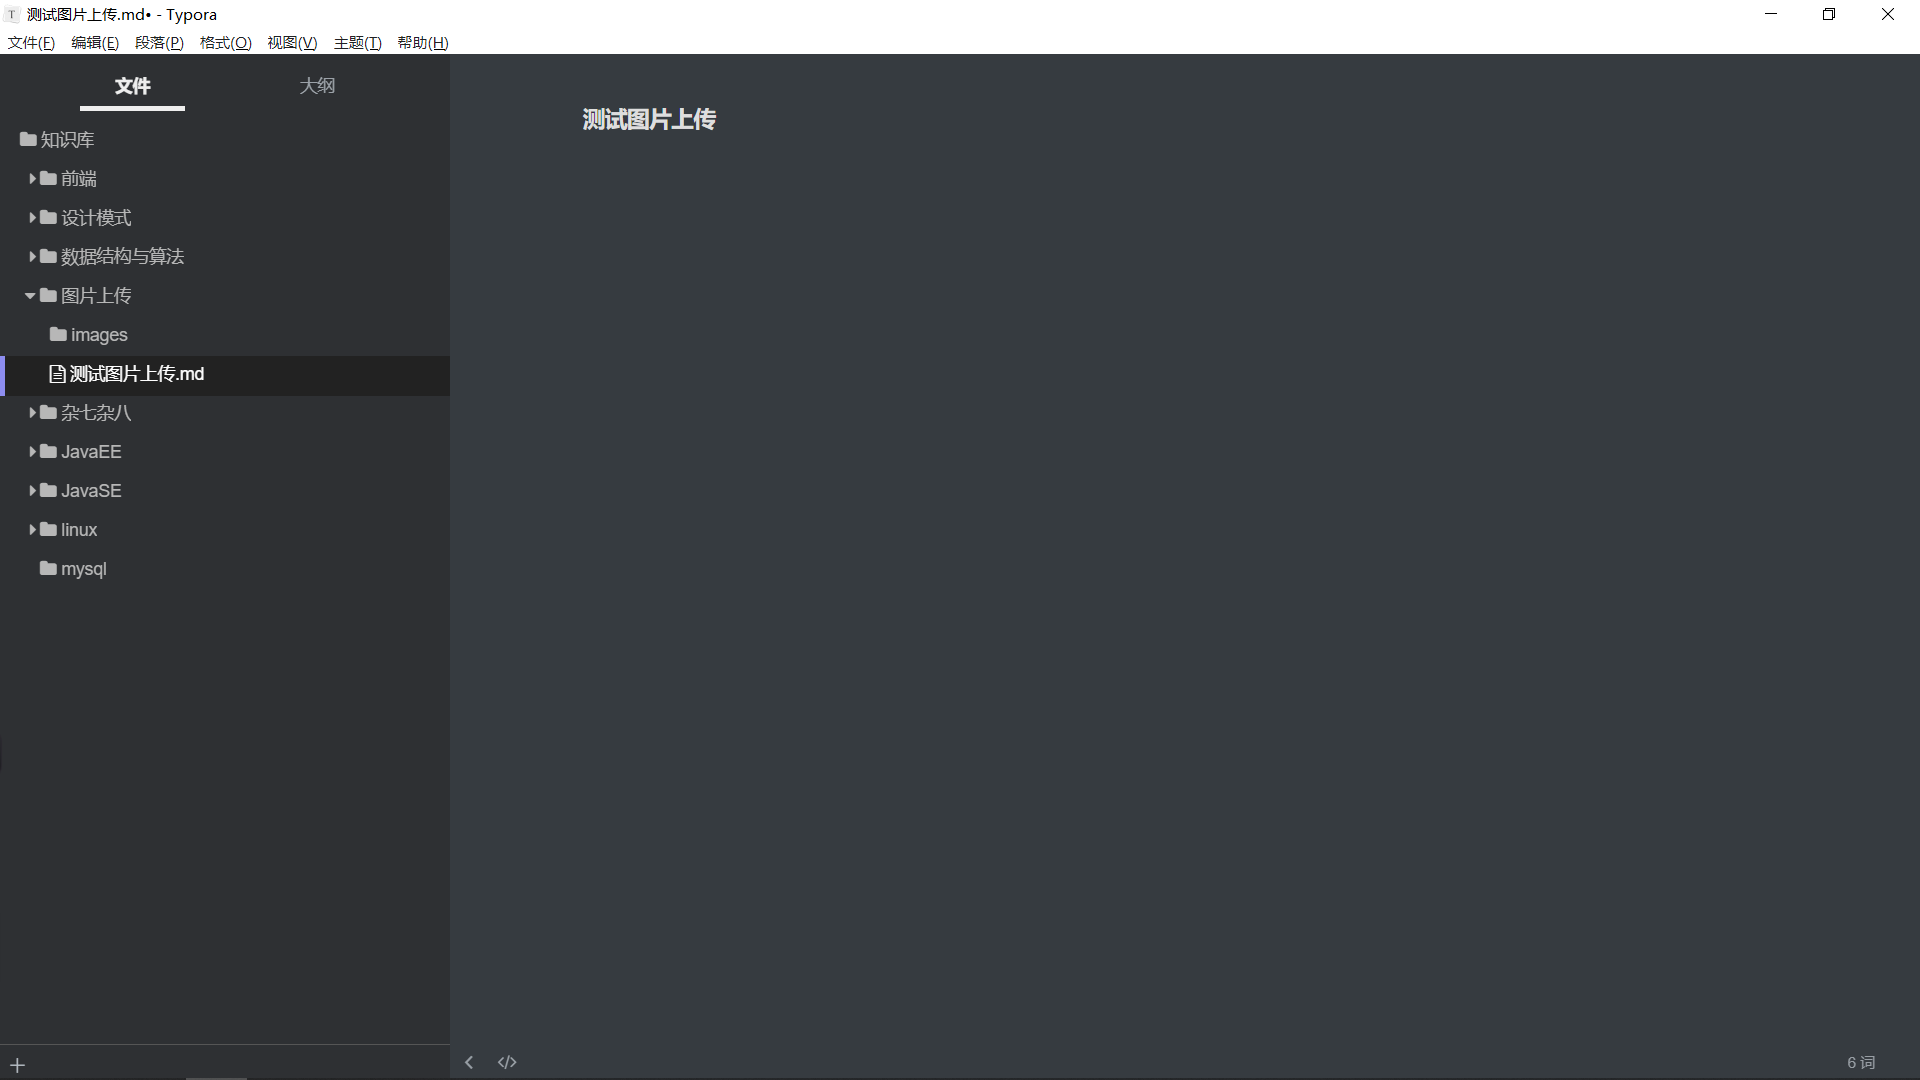 T 测试图片上传.md• - Typora
文件(F) 编辑(E) 段落(P) 格式(O) 视图(V) 主题(T) 帮助(H)
文件 大纲
知识库
前端
设计模式
数据结构与算法
图片上传
images
测试图片上传.md
杂七杂八
JavaEE
JavaSE
linux
mysql
测试图片上传
6 词